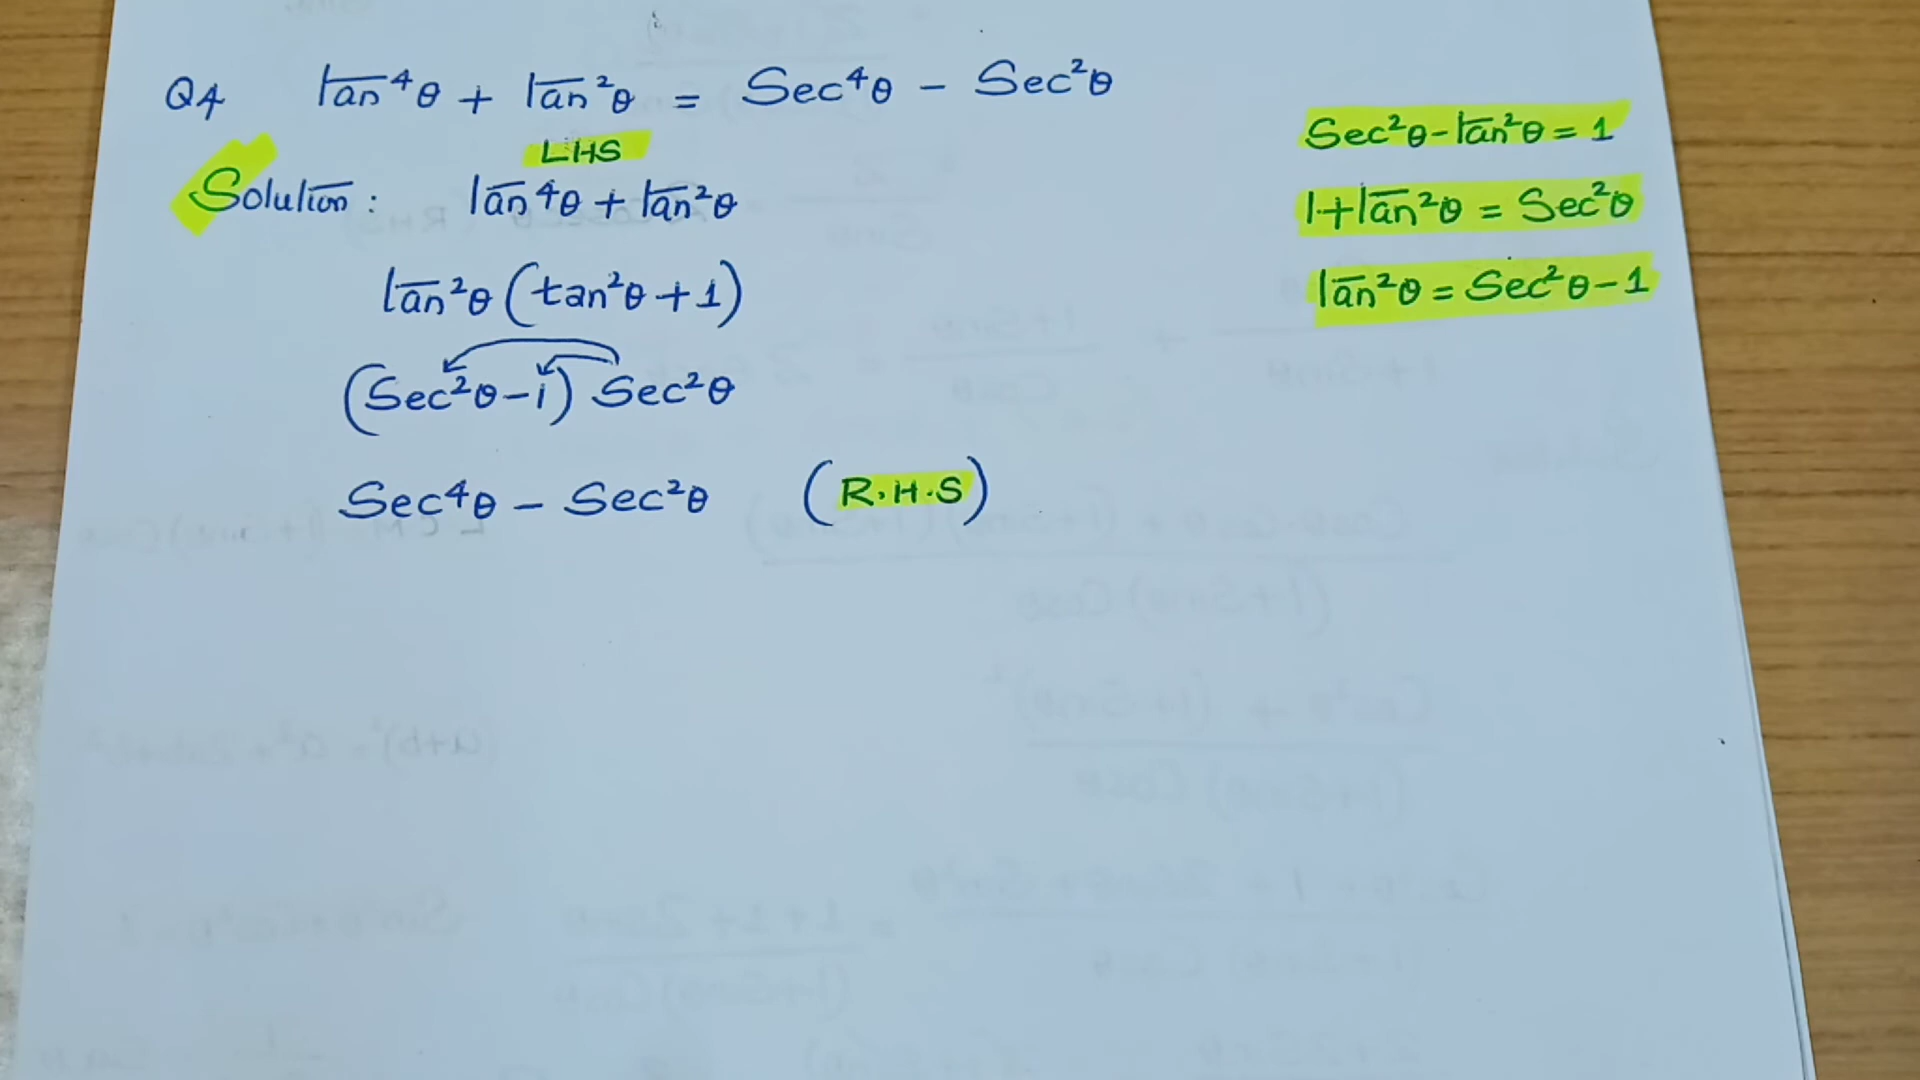 Q4 tan⁴θ + tan²θ = Sec⁴θ - Sec²θ
LHS
Solution: tan⁴θ + tan²θ
tan²θ (tan²θ + 1)
(Sec²θ - 1) Sec²θ
Sec⁴θ - Sec²θ (R.H.S)
Sec²θ - tan²θ = 1
1 + tan²θ = Sec²θ
tan²θ = Sec²θ - 1